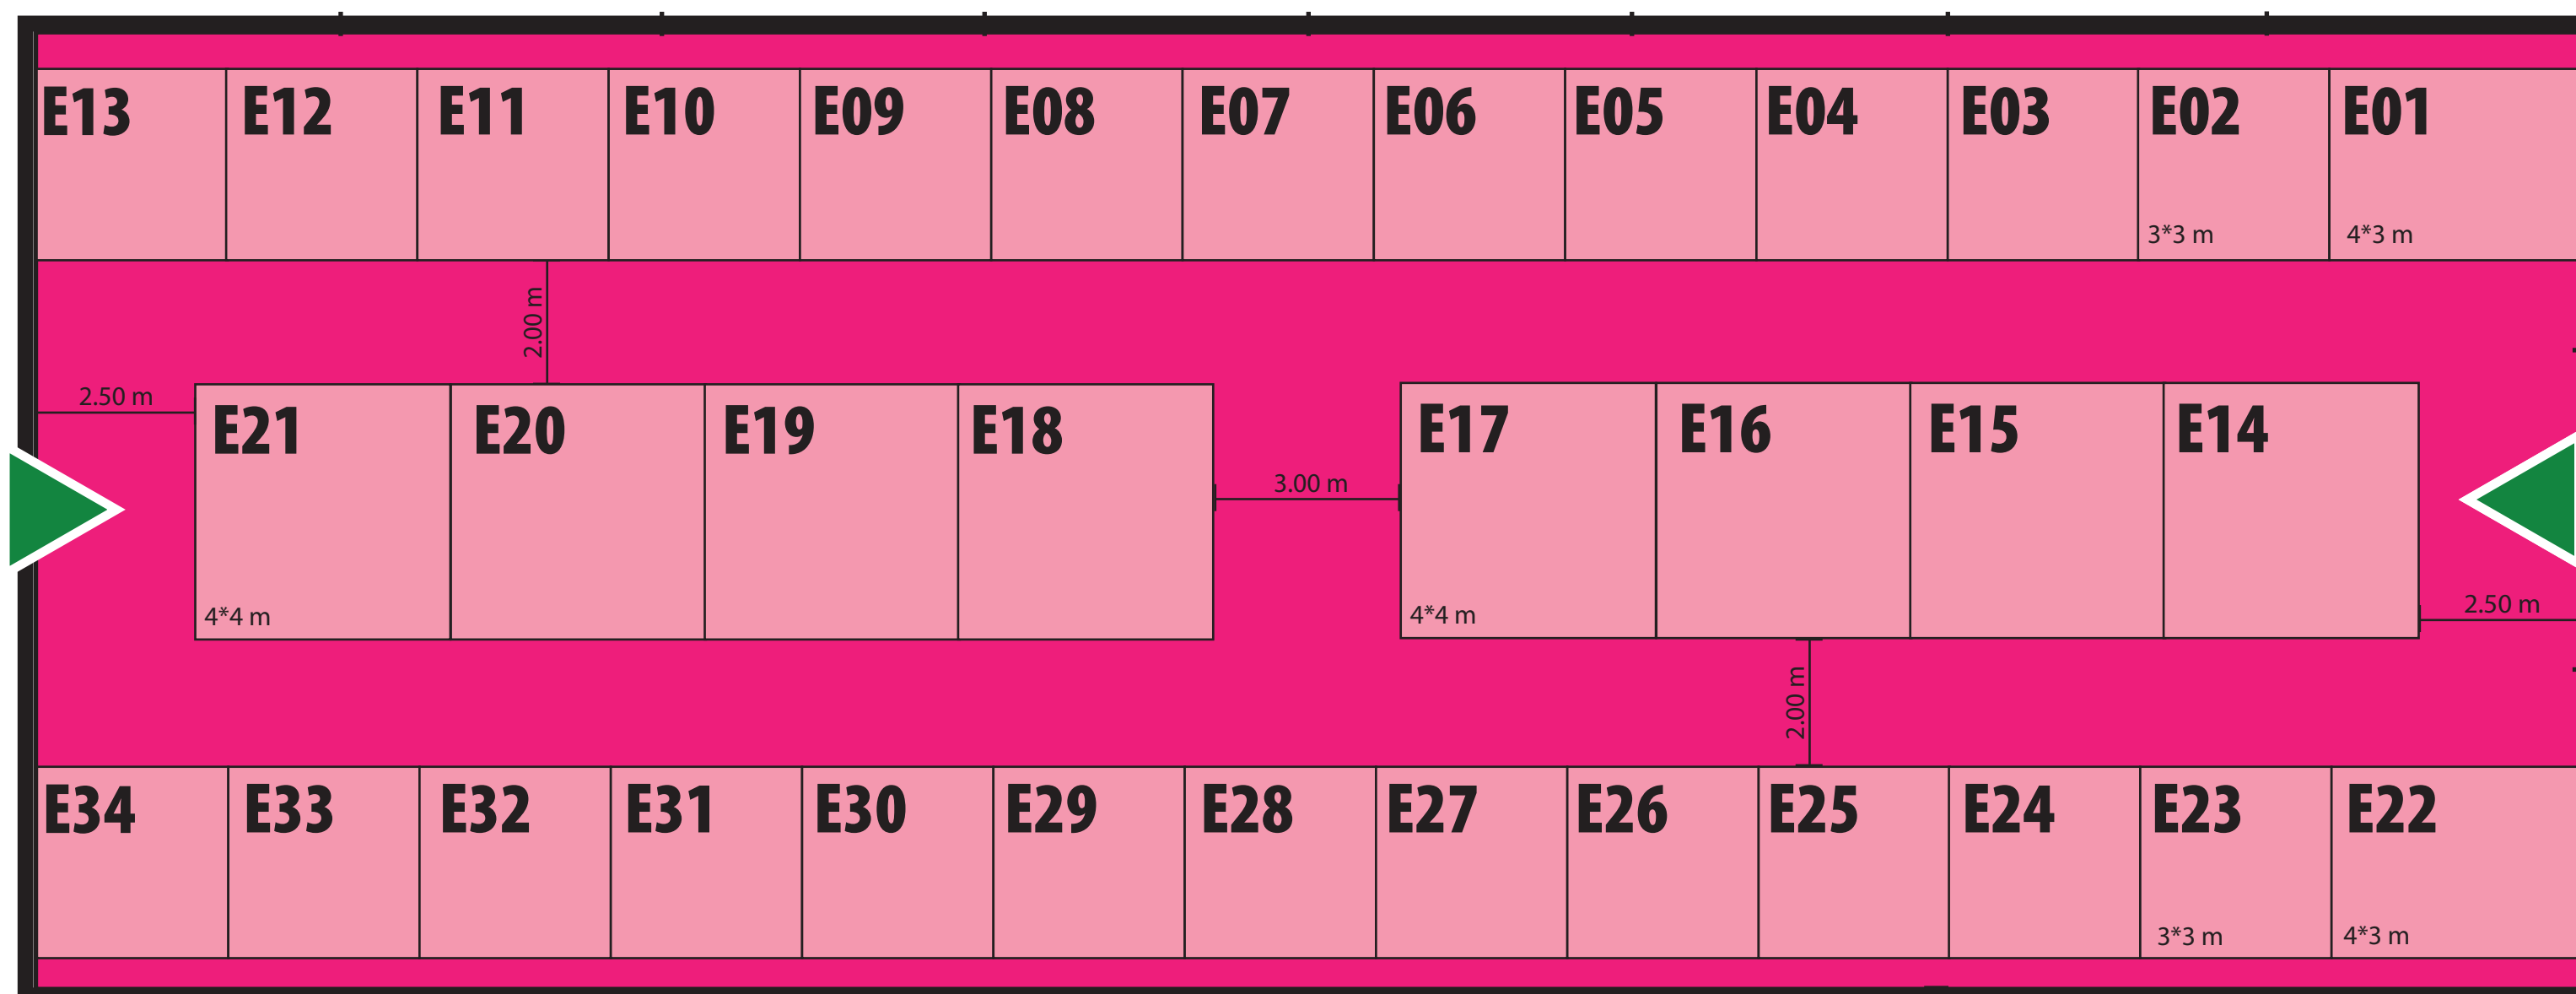 E13 E12 E11 E10 E09 E08 E07 E06 E05 E04 E03 E02 E01
3*3 m 4*3 m
2.00 m
2.50 m
E21 E20 E19 E18 E17 E16 E15 E14
3.00 m
2.50 m
4*4 m 4*4 m
2.00 m
E34 E33 E32 E31 E30 E29 E28 E27 E26 E25 E24 E23 E22
3*3 m 4*3 m